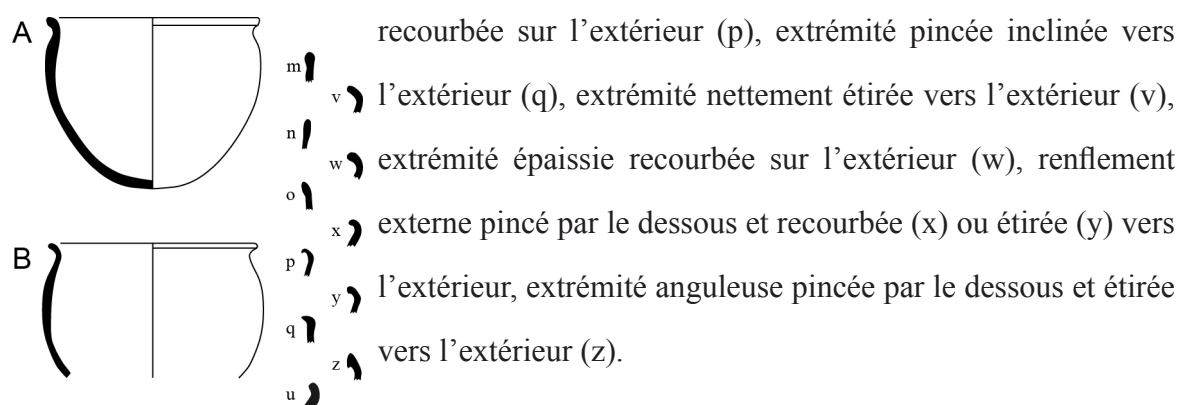 A
B
m
n
o
p
q
u
v
w
x
y
z
recourbée sur l’extérieur (p), extrémité pincée inclinée vers
l’extérieur (q), extrémité nettement étirée vers l’extérieur (v),
extrémité épaissie recourbée sur l’extérieur (w), renflement
externe pincé par le dessous et recourbée (x) ou étirée (y) vers
l’extérieur, extrémité anguleuse pincée par le dessous et étirée
vers l’extérieur (z).